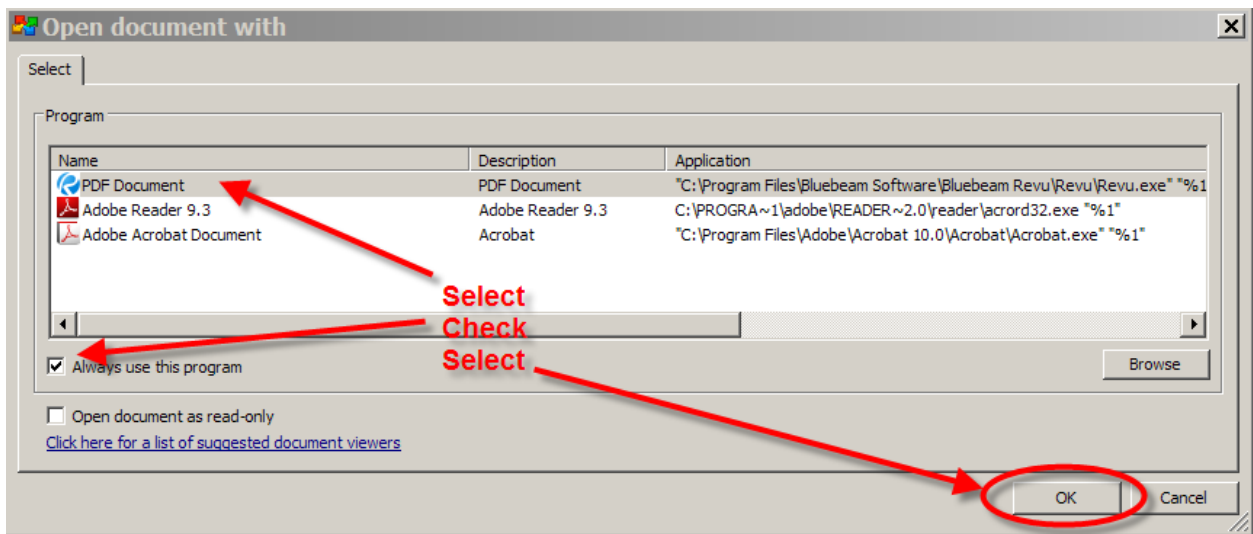 Open document with
Select
Program
Name Description Application
PDF Document PDF Document "C:\Program Files\Bluebeam Software\Bluebeam Revu\Revu\Revu.exe" "%1
Adobe Reader 9.3 Adobe Reader 9.3 C:\PROGRA~1\adobe\READER~2.0\reader\acrord32.exe "%1"
Adobe Acrobat Document Acrobat "C:\Program Files\Adobe\Acrobat 10.0\Acrobat\Acrobat.exe" "%1"
Select
Check
Select
Always use this program Browse
Open document as read-only
Click here for a list of suggested document viewers
OK Cancel